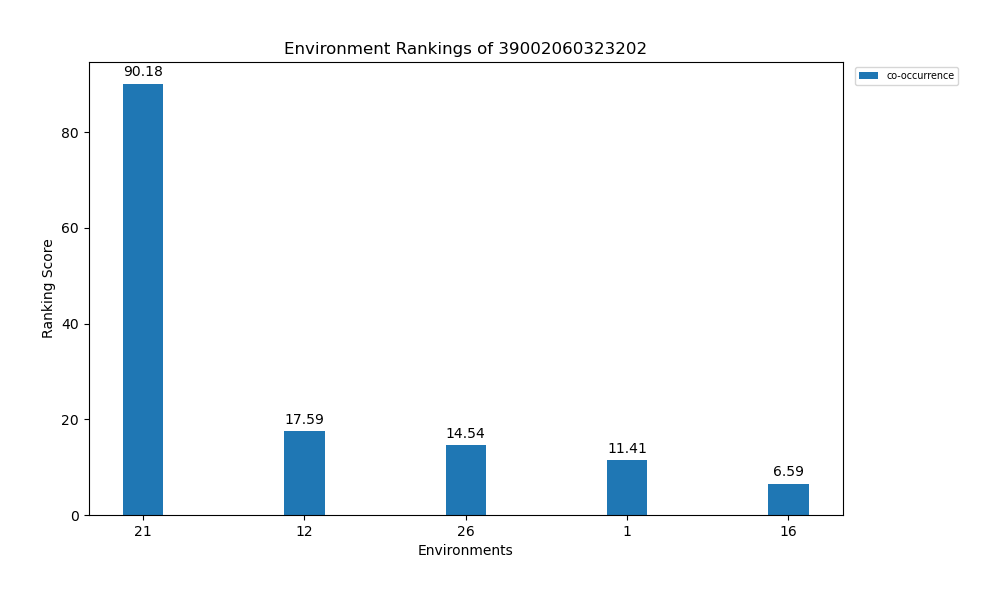 Environment Rankings of 39002060323202
co-occurrence
90.18
17.59
14.54
11.41
6.59
Ranking Score
80
60
40
20
0
21 12 26 1 16
Environments